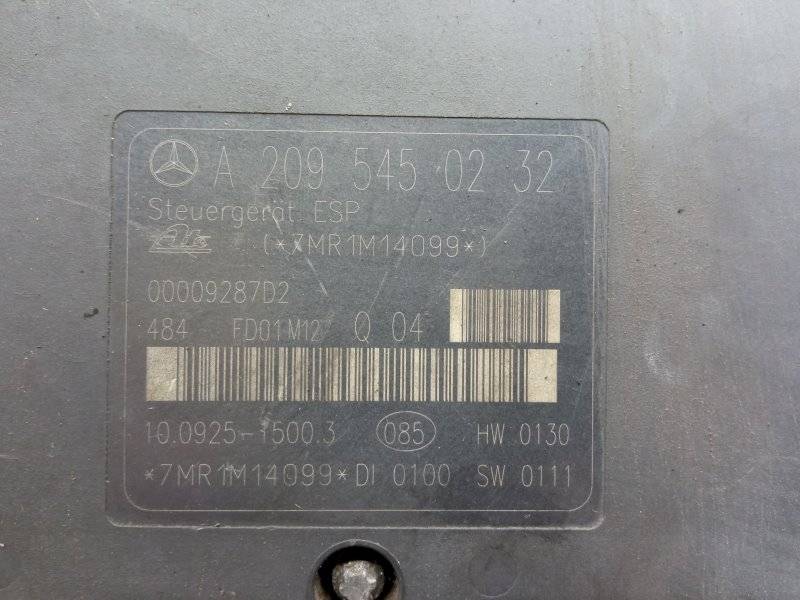 A 209 545 02 32
Steuergerät ESP
Ate (*7MR1M14099*)
00009287D2
484 FD01M12 Q 04
10.0925-1500.3 085 HW 0130
*7MR1M14099* DI 0100 SW 0111